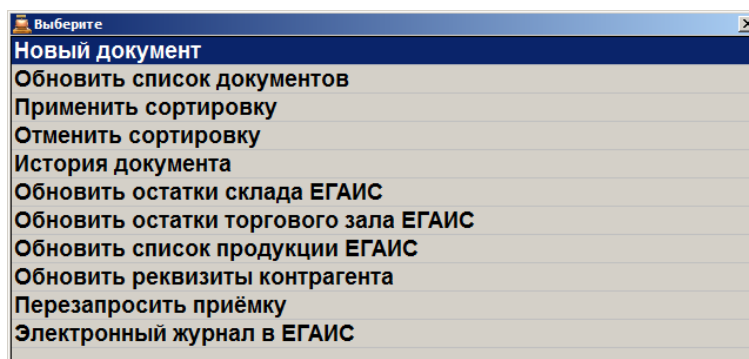 Выберите
Новый документ
Обновить список документов
Применить сортировку
Отменить сортировку
История документа
Обновить остатки склада ЕГАИС
Обновить остатки торгового зала ЕГАИС
Обновить список продукции ЕГАИС
Обновить реквизиты контрагента
Перезапросить приёмку
Электронный журнал в ЕГАИС